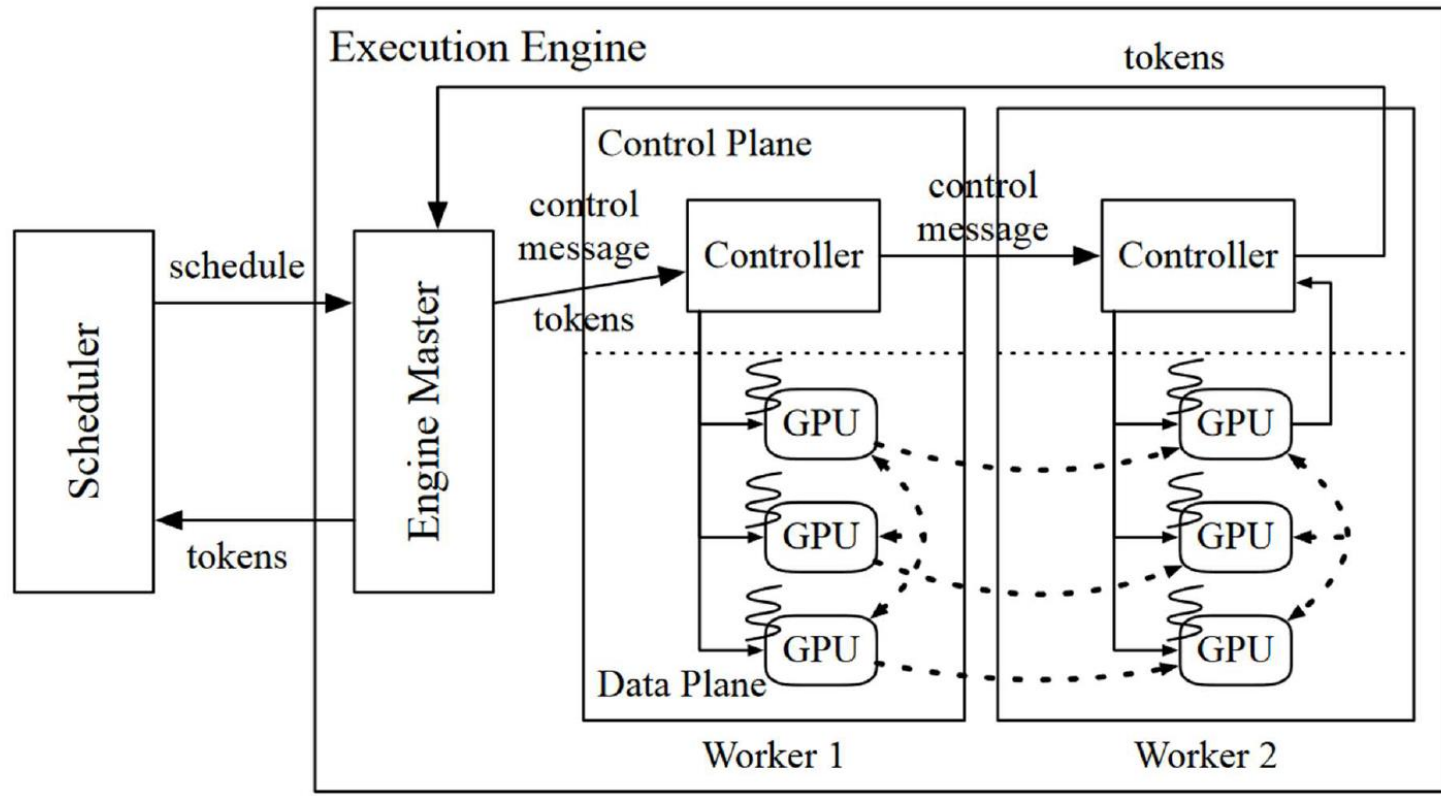 Execution Engine
tokens
Control Plane
control
message
control
message
Controller
Controller
schedule
tokens
Scheduler
Engine Master
GPU
GPU
GPU
GPU
tokens
GPU
GPU
Data Plane
Worker 1
Worker 2